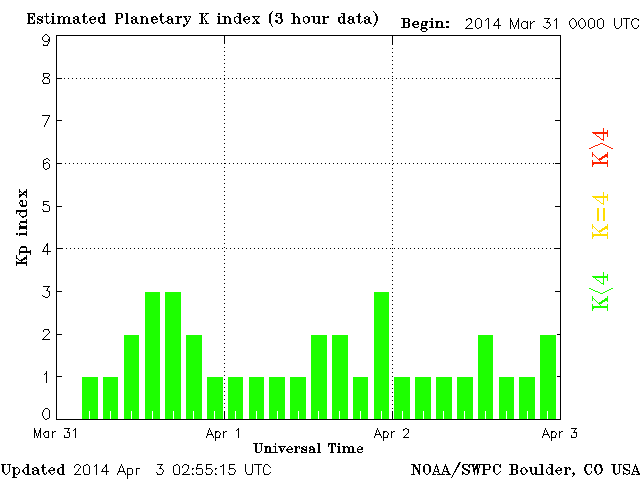 Estimated Planetary K index (3 hour data) Begin: 2014 Mar 31 0000 UTC
9
8
7
6
5
4
3
2
1
0
Kp index
K>4
K=4
K<4
Mar 31 Apr 1 Apr 2 Apr 3
Universal Time
Updated 2014 Apr 3 02:55:15 UTC NOAA/SWPC Boulder, CO USA